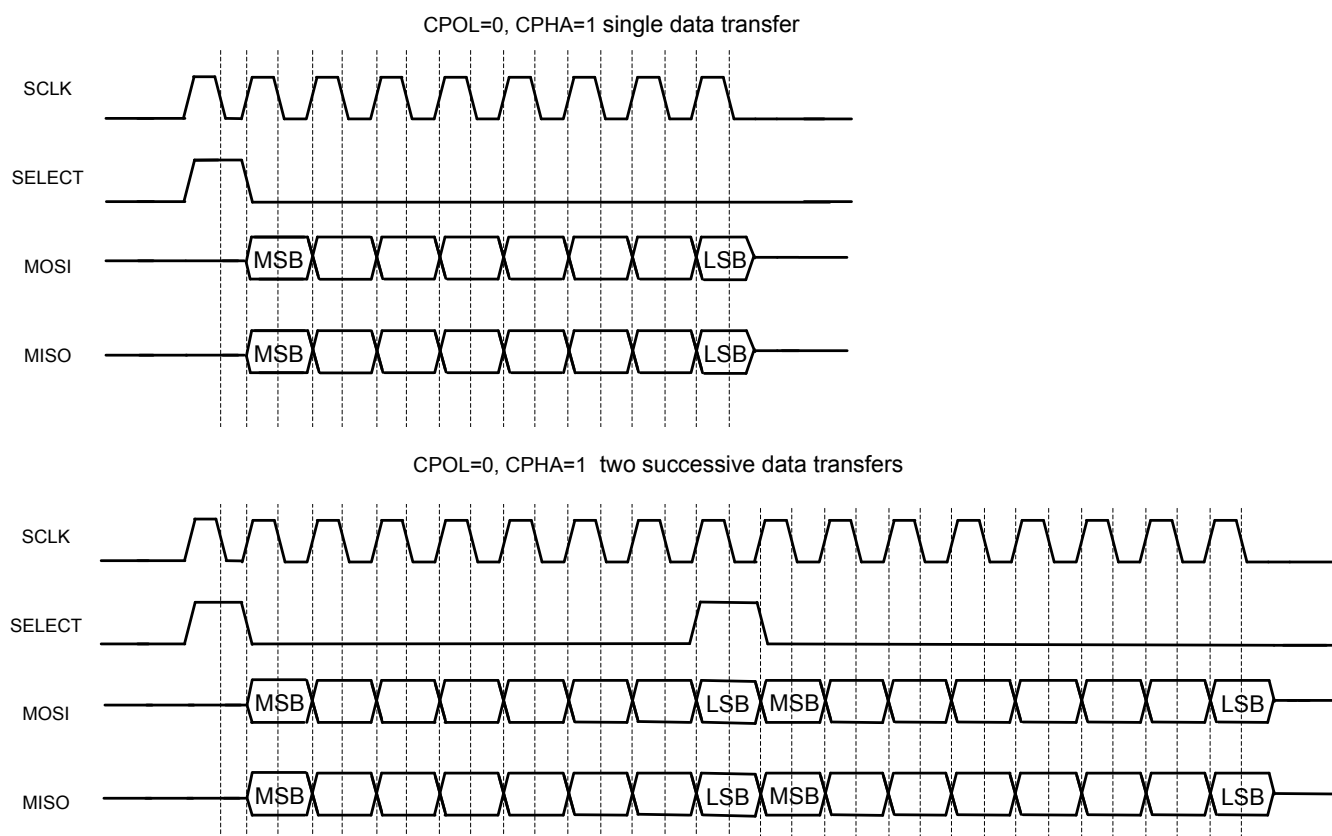 CPOL=0, CPHA=1 single data transfer
SCLK
SELECT
MOSI
MSB LSB
MISO
MSB LSB
CPOL=0, CPHA=1 two successive data transfers
SCLK
SELECT
MOSI
MSB LSB MSB LSB
MISO
MSB LSB MSB LSB